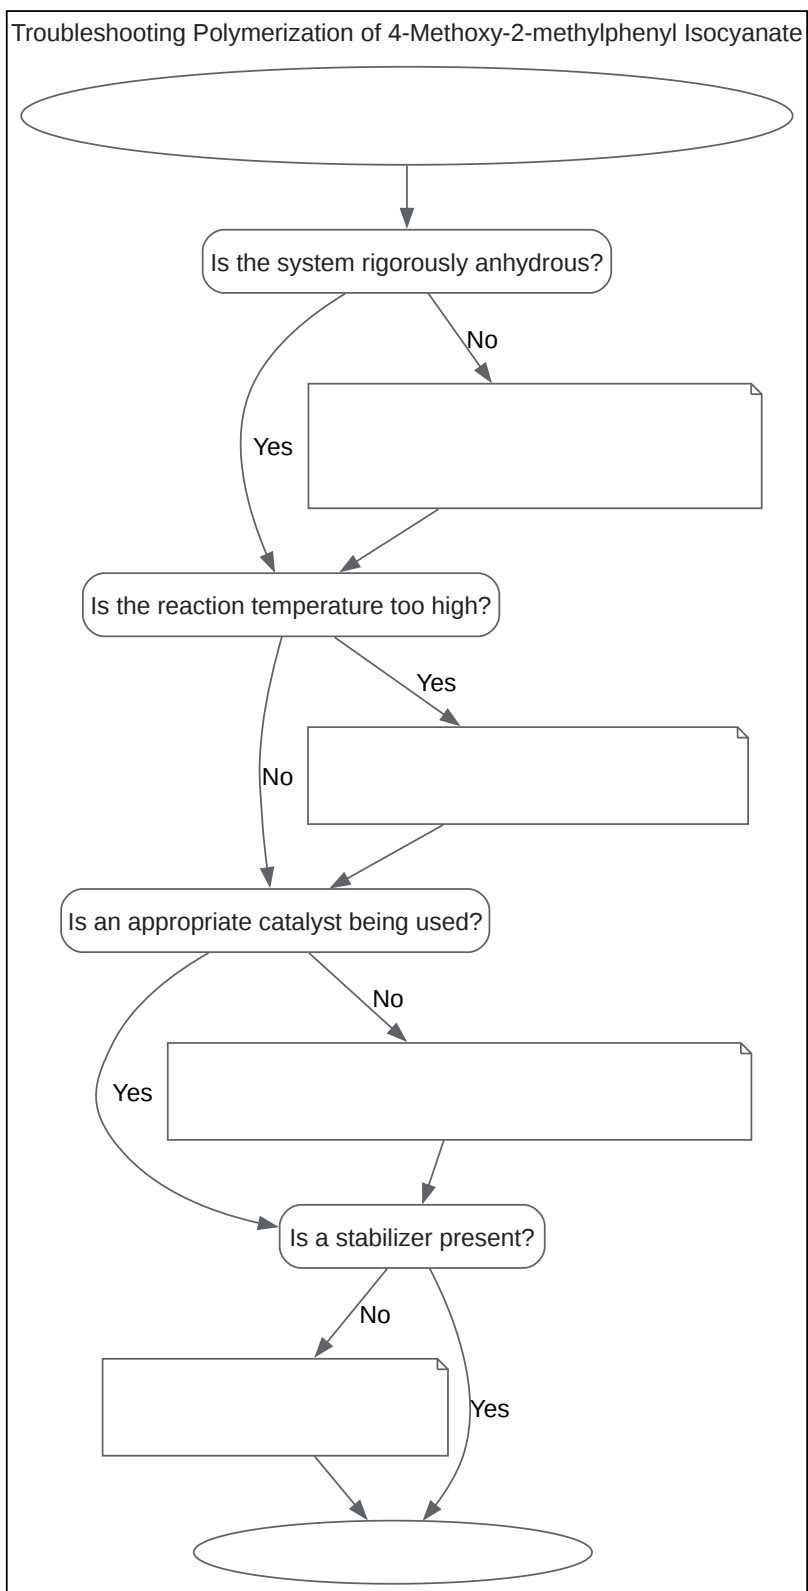 Troubleshooting Polymerization of 4-Methoxy-2-methylphenyl Isocyanate
Is the system rigorously anhydrous?
No
Yes
Is the reaction temperature too high?
Yes
No
Is an appropriate catalyst being used?
No
Yes
Is a stabilizer present?
No
Yes